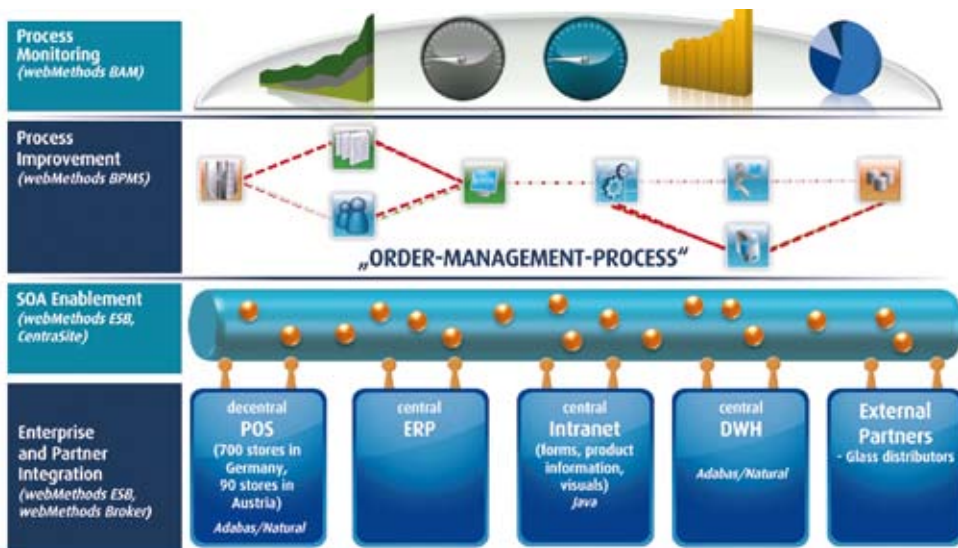 Process
Monitoring
(webMethods BAM)
Process
Improvement
(webMethods BPMS)
„ORDER-MANAGEMENT-PROCESS“
SOA Enablement
(webMethods ESB,
CentraSite)
Enterprise
and Partner
Integration
(webMethods ESB,
webMethods Broker)
decentral
POS
(700 stores in
Germany,
90 stores in
Austria)
Adabas/Natural
central
ERP
central
Intranet
(forms, product
information,
visuals)
Java
central
DWH
Adabas/Natural
External
Partners
- Glass distributors